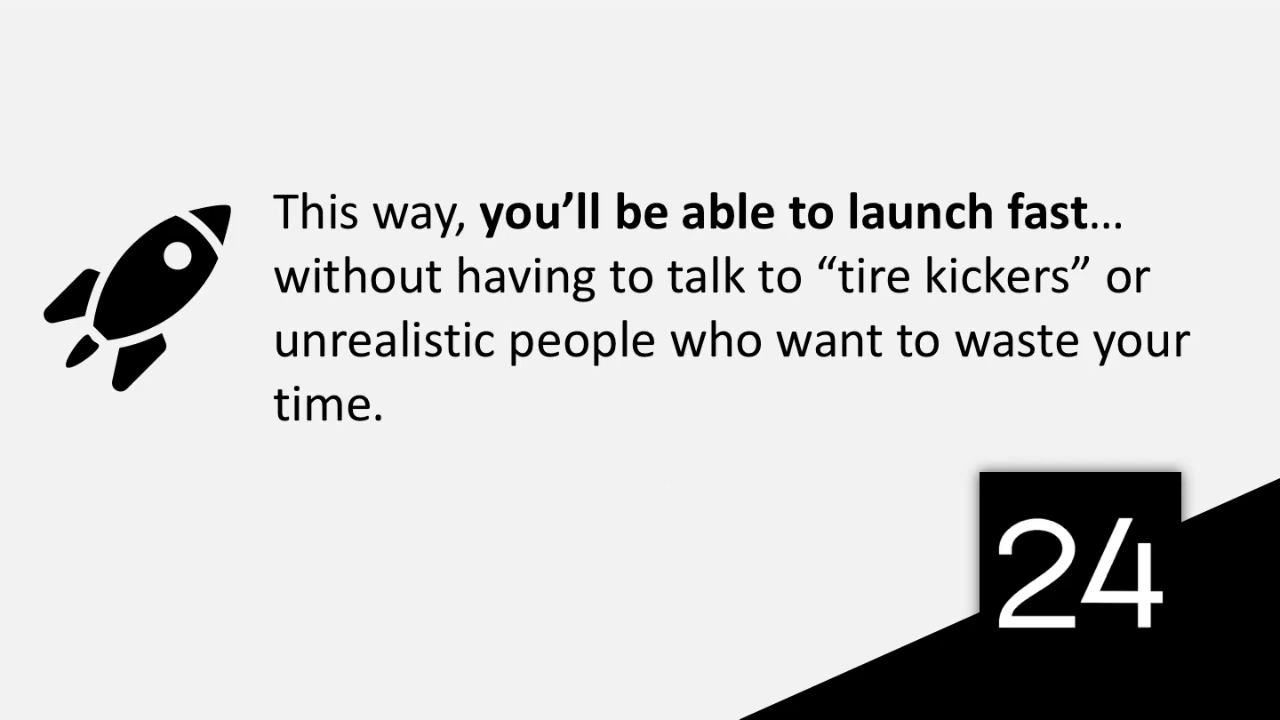 This way, you’ll be able to launch fast…
without having to talk to “tire kickers” or
unrealistic people who want to waste your
time.
24